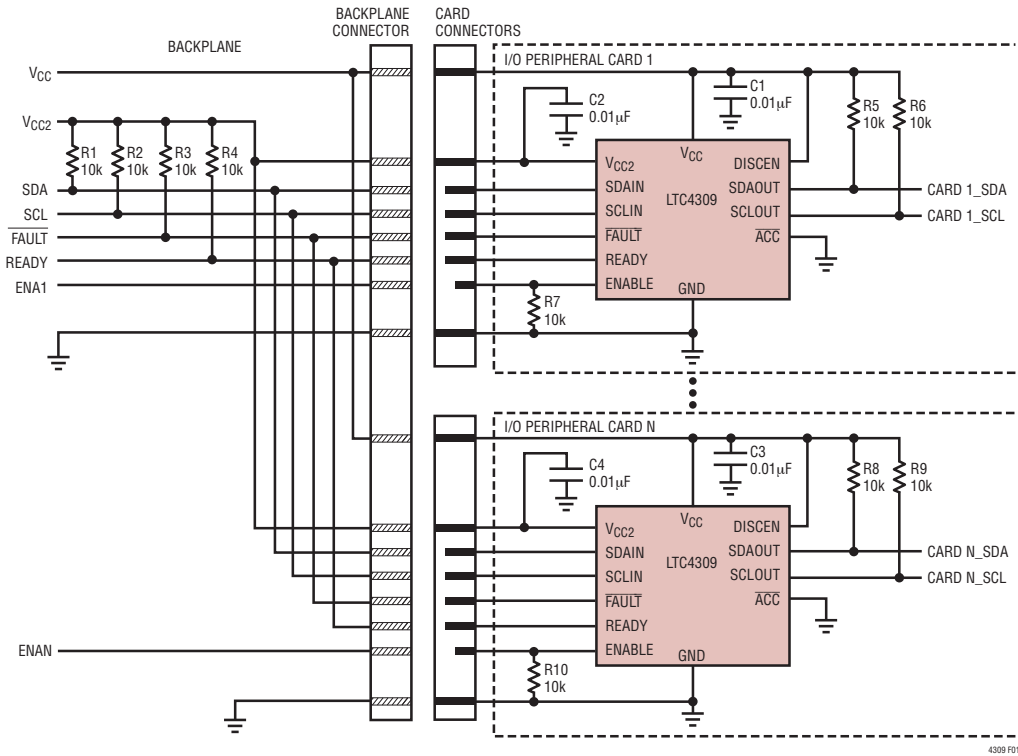 BACKPLANE
CONNECTOR
CARD
CONNECTORS
BACKPLANE
VCC
VCC2
R1
10k
R2
10k
R3
10k
R4
10k
SDA
SCL
FAULT
READY
ENA1
I/O PERIPHERAL CARD 1
C2
0.01µF
C1
0.01µF
R5
10k
R6
10k
VCC2
VCC
DISCEN
SDAIN
LTC4309
SDAOUT
CARD 1_SDA
SCLIN
SCLOUT
CARD 1_SCL
FAULT
ACC
READY
ENABLE
GND
R7
10k
I/O PERIPHERAL CARD N
C4
0.01µF
C3
0.01µF
R8
10k
R9
10k
VCC2
VCC
DISCEN
SDAIN
LTC4309
SDAOUT
CARD N_SDA
SCLIN
SCLOUT
CARD N_SCL
FAULT
ACC
READY
ENAN
ENABLE
GND
R10
10k
4309 F01